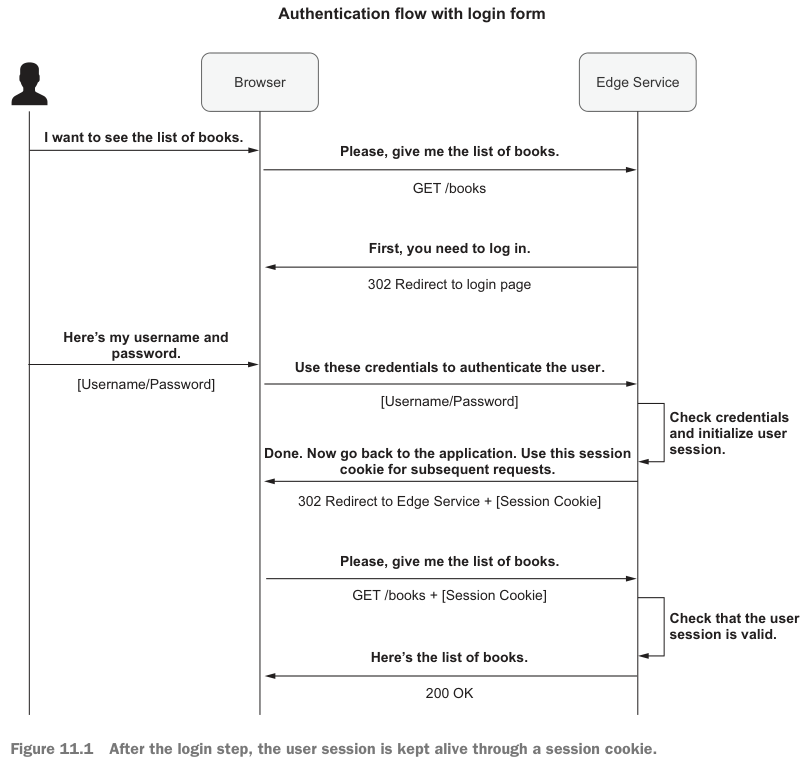 Authentication flow with login form
Browser
Edge Service
I want to see the list of books.
Please, give me the list of books.
GET /books
First, you need to log in.
302 Redirect to login page
Here's my username and
password.
[Username/Password]
Use these credentials to authenticate the user.
[Username/Password]
Check credentials
and initialize user
session.
Done. Now go back to the application. Use this session
cookie for subsequent requests.
302 Redirect to Edge Service + [Session Cookie]
Please, give me the list of books.
GET /books + [Session Cookie]
Check that the user
session is valid.
Here's the list of books.
200 OK
Figure 11.1 After the login step, the user session is kept alive through a session cookie.